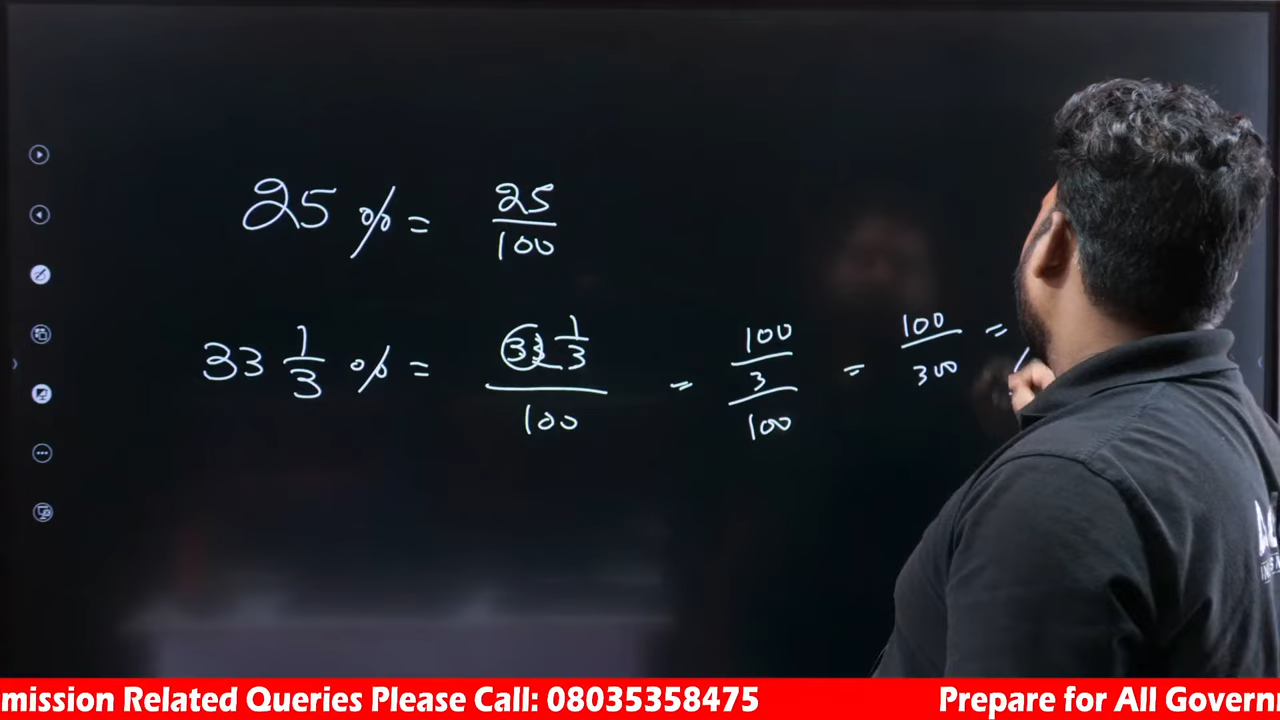 25 % = 25/100
33 1/3 % = 33 1/3 / 100 = 100/3 / 100 = 100/300 =
mission Related Queries Please Call: 08035358475 Prepare for All Govern